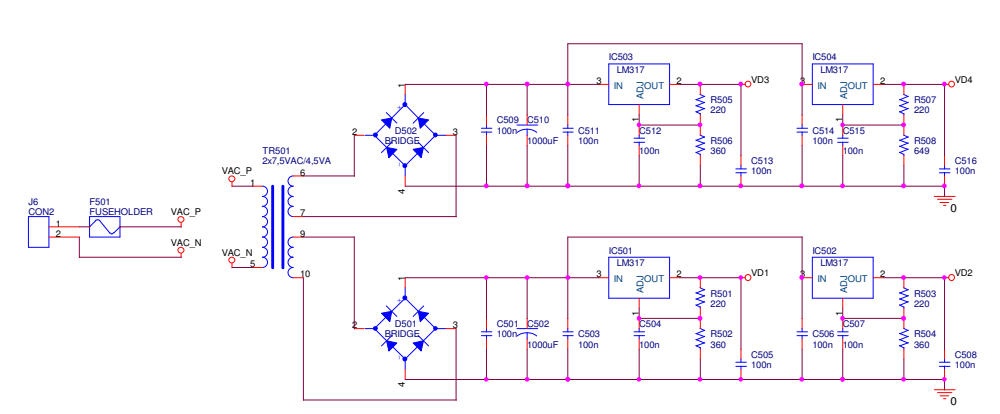 IC503
LM317
3
IN
OUT
ADJ
2
1
VD3
R505
220
R506
360
C509
100n
C510
1000uF
C511
100n
C512
100n
C513
100n
IC504
LM317
3
IN
OUT
ADJ
2
1
VD4
R507
220
R508
649
C514
100n
C515
100n
C516
100n
0
1
2
3
4
D502
BRIDGE
TR501
2x7,5VAC/4,5VA
VAC_P
1
6
7
9
10
VAC_N
5
J6
CON2
1
2
F501
FUSEHOLDER
VAC_P
VAC_N
1
2
3
4
D501
BRIDGE
IC501
LM317
3
IN
OUT
ADJ
2
1
VD1
R501
220
R502
360
C501
100n
C502
1000uF
C503
100n
C504
100n
C505
100n
IC502
LM317
3
IN
OUT
ADJ
2
1
VD2
R503
220
R504
360
C506
100n
C507
100n
C508
100n
0